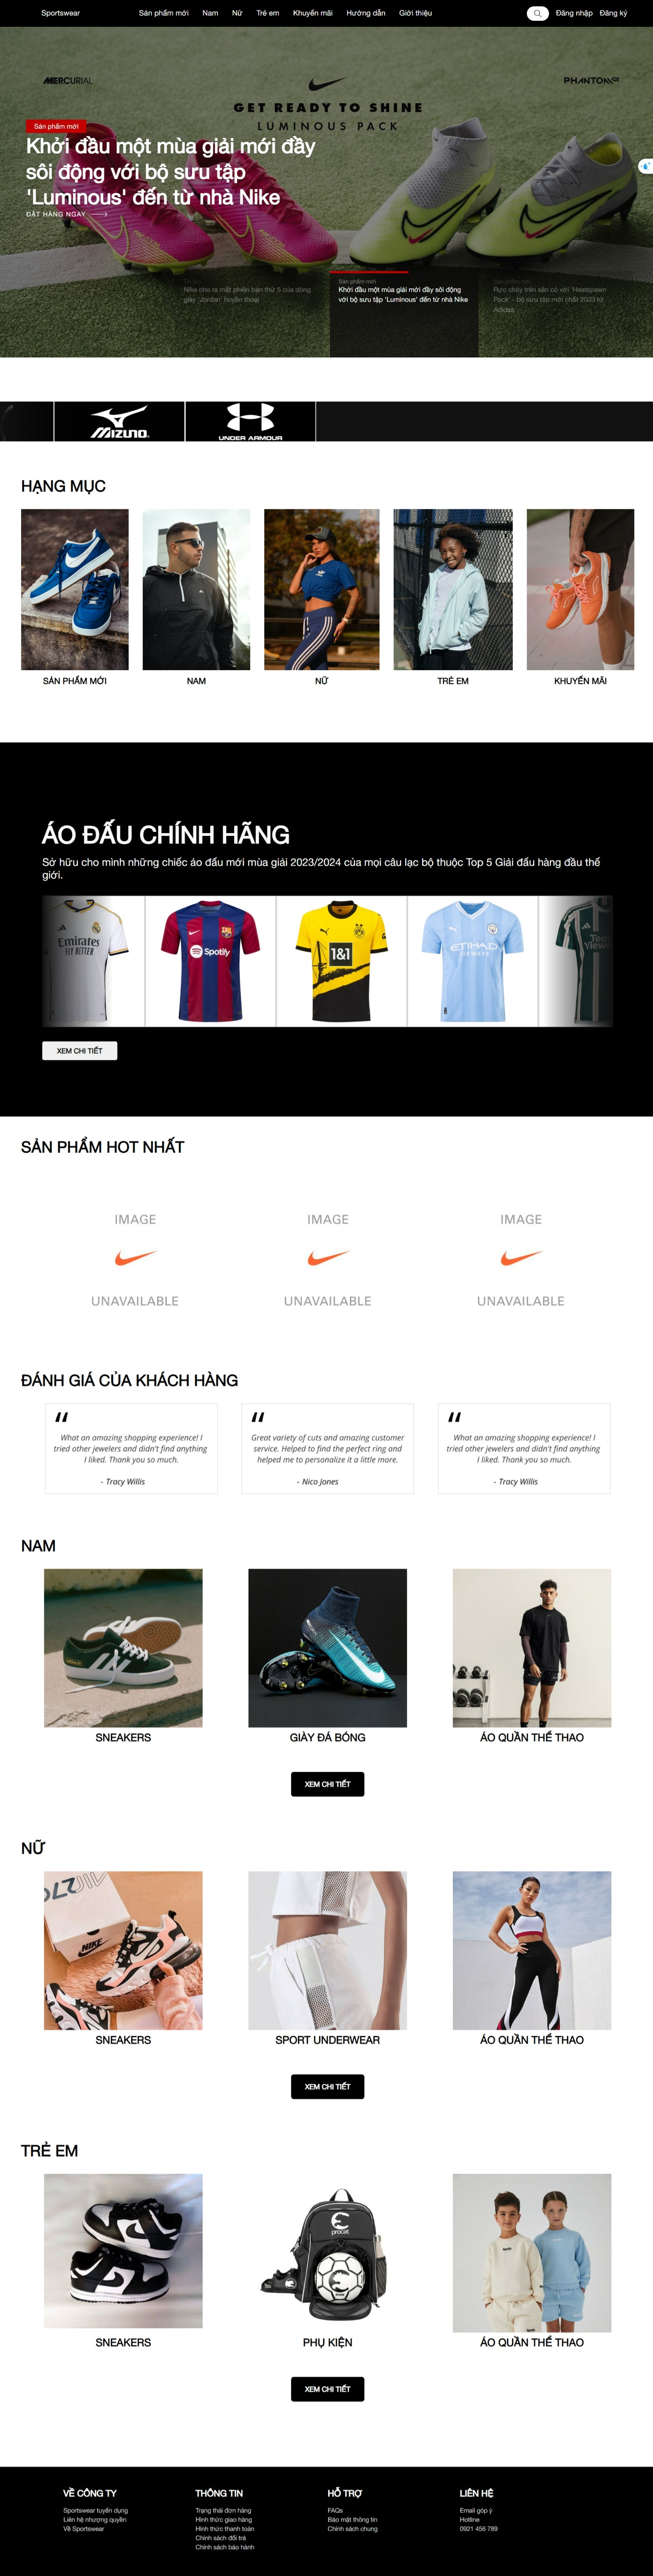 Sportswear
Sản phẩm mới Nam Nữ Trẻ em Khuyến mãi Hướng dẫn Giới thiệu
Đăng nhập Đăng ký
MERCURIAL
PHANTOM GX
GET READY TO SHINE
LUMINOUS PACK
Sản phẩm mới
Khởi đầu một mùa giải mới đầy
sôi động với bộ sưu tập
'Luminous' đến từ nhà Nike
ĐẶT HÀNG NGAY
Nike cho ra mắt phiên bản thứ 5 của dòng
giày 'Jordan' huyền thoại
Sản phẩm mới
Khởi đầu một mùa giải mới đầy sôi động
với bộ sưu tập 'Luminous' đến từ nhà Nike
Rực cháy trên sân cỏ với 'Heatspawn
Pack' - bộ sưu tập mới nhất 2023 từ
Adidas
MIZUNO
UNDER ARMOUR
HẠNG MỤC
SẢN PHẨM MỚI
NAM
NỮ
TRẺ EM
KHUYẾN MÃI
ÁO ĐẤU CHÍNH HÃNG
Sở hữu cho mình những chiếc áo đấu mới mùa giải 2023/2024 của mọi câu lạc bộ thuộc Top 5 Giải đấu hàng đầu thế
giới.
Emirates
FLY BETTER
Spotify
1&1
ETIHAD
AIRWAYS
XEM CHI TIẾT
SẢN PHẨM HOT NHẤT
IMAGE
UNAVAILABLE
IMAGE
UNAVAILABLE
IMAGE
UNAVAILABLE
ĐÁNH GIÁ CỦA KHÁCH HÀNG
What an amazing shopping experience! I
tried other jewelers and didn't find anything
I liked. Thank you so much.
- Tracy Willis
Great variety of cuts and amazing customer
service. Helped to find the perfect ring and
helped me to personalize it a little more.
- Nico Jones
What an amazing shopping experience! I
tried other jewelers and didn't find anything
I liked. Thank you so much.
- Tracy Willis
NAM
SNEAKERS
GIÀY ĐÁ BÓNG
ÁO QUẦN THỂ THAO
XEM CHI TIẾT
NỮ
NIKE
SNEAKERS
SPORT UNDERWEAR
ÁO QUẦN THỂ THAO
XEM CHI TIẾT
TRẺ EM
procat
SNEAKERS
PHỤ KIỆN
ÁO QUẦN THỂ THAO
XEM CHI TIẾT
VỀ CÔNG TY
Sportswear tuyển dụng
Liên hệ nhượng quyền
Về Sportswear
THÔNG TIN
Trạng thái đơn hàng
Hình thức giao hàng
Hình thức thanh toán
Chính sách đổi trả
Chính sách bảo hành
HỖ TRỢ
FAQs
Bảo mật thông tin
Chính sách chung
LIÊN HỆ
Email góp ý
Hotline
0921 456 789